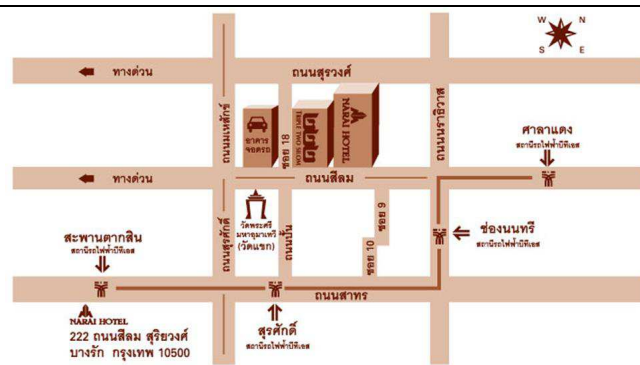 W N
S E
ทางด่วน
ถนนสุรวงศ์
ถนนมเหสักข์
อาคาร
จอดรถ
ซอย 18
TRIPLE TWO SILOM
NARAI HOTEL
ถนนนราธิวาส
ศาลาแดง
สถานีรถไฟฟ้าบีทีเอส
ทางด่วน
ถนนสีลม
ถนนสุรศักดิ์
วัดพระศรี
มหาอุมาเทวี
(วัดแขก)
ถนนปั้น
ซอย 9
ซอย 10
ช่องนนทรี
สถานีรถไฟฟ้าบีทีเอส
สะพานตากสิน
สถานีรถไฟฟ้าบีทีเอส
ถนนสาทร
NARAI HOTEL
222 ถนนสีลม สุริยวงศ์
บางรัก กรุงเทพ 10500
สุรศักดิ์
สถานีรถไฟฟ้าบีทีเอส